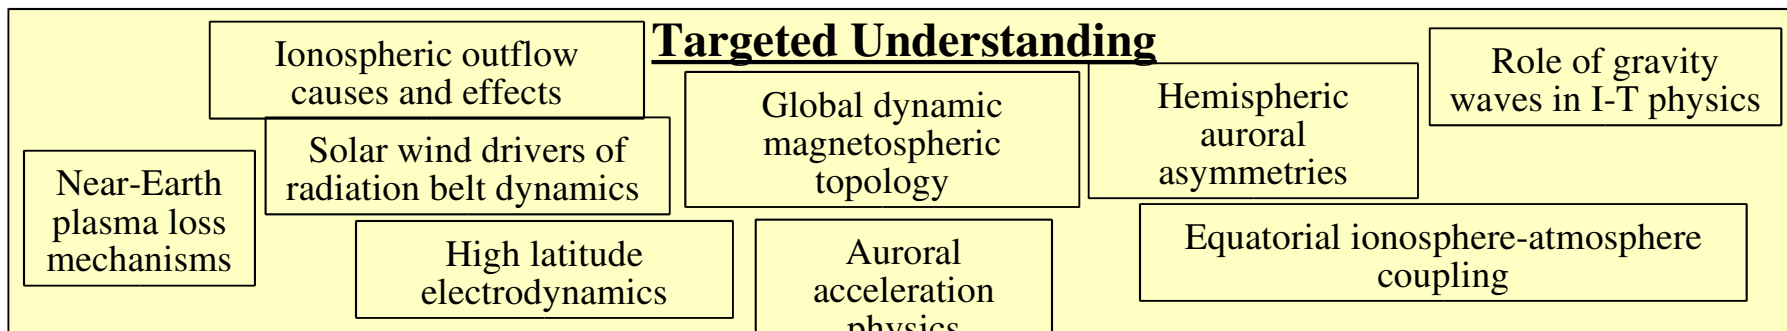 Targeted Understanding
Ionospheric outflow
causes and effects
Role of gravity
waves in I-T physics
Global dynamic
magnetospheric
topology
Hemispheric
auroral
asymmetries
Solar wind drivers of
radiation belt dynamics
Near-Earth
plasma loss
mechanisms
High latitude
electrodynamics
Auroral
acceleration
physics
Equatorial ionosphere-atmosphere
coupling